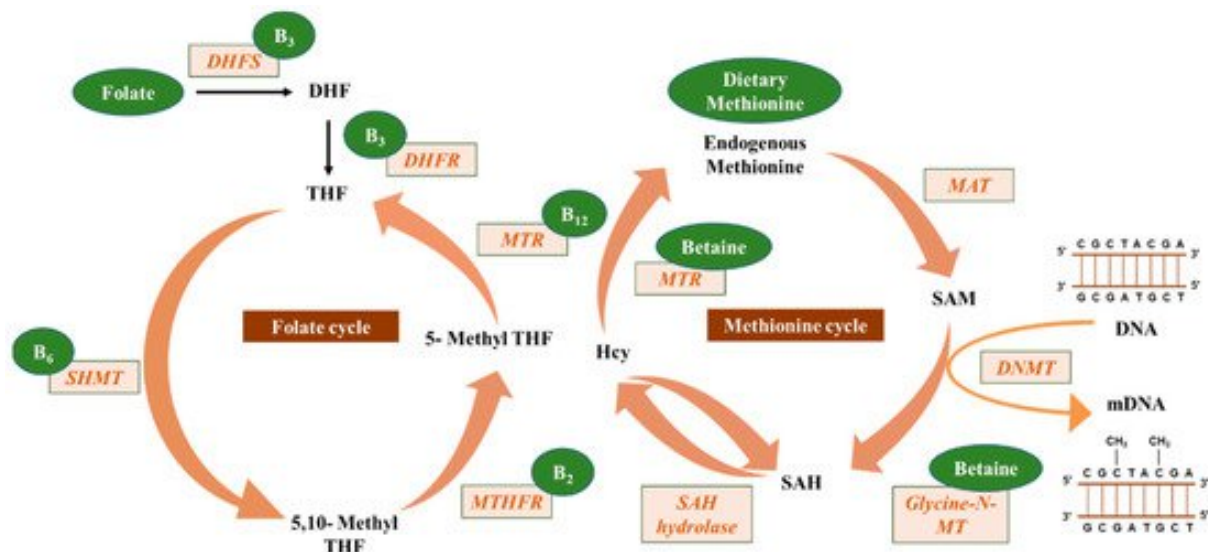 B3
DHFS
Folate
DHF
B3
DHFR
THF
Dietary
Methionine
Endogenous
Methionine
MAT
B12
MTR
Betaine
MTR
SAM
5' C G C T A C G A 3'
3' G C G A T G C T 5'
DNA
Folate cycle
5- Methyl THF
Hcy
Methionine cycle
DNMT
mDNA
B6
SHMT
B2
MTHFR
5,10- Methyl
THF
SAH
SAH
hydrolase
Betaine
Glycine-N-
MT
CH3 CH3
5' C G C T A C G A 3'
3' G C G A T G C T 5'